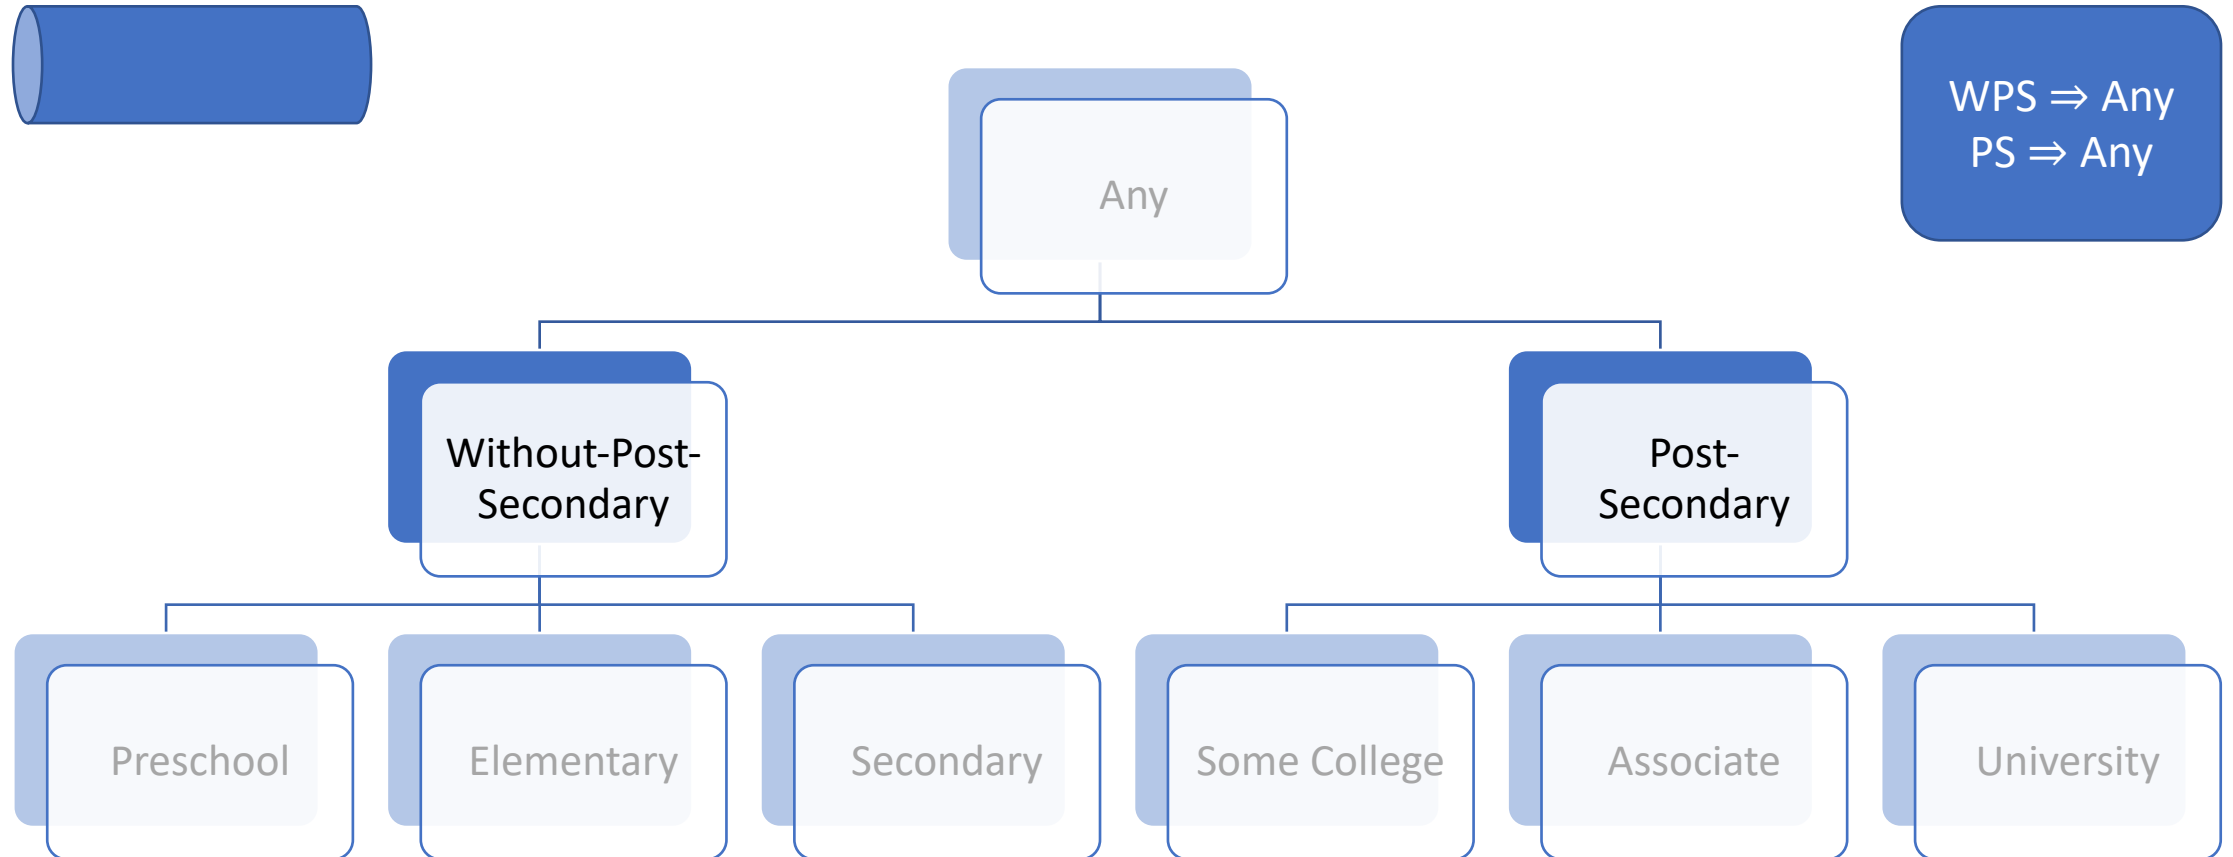 WPS ⇒ Any
PS ⇒ Any
Any
Without-Post-
Secondary
Post-
Secondary
Preschool
Elementary
Secondary
Some College
Associate
University